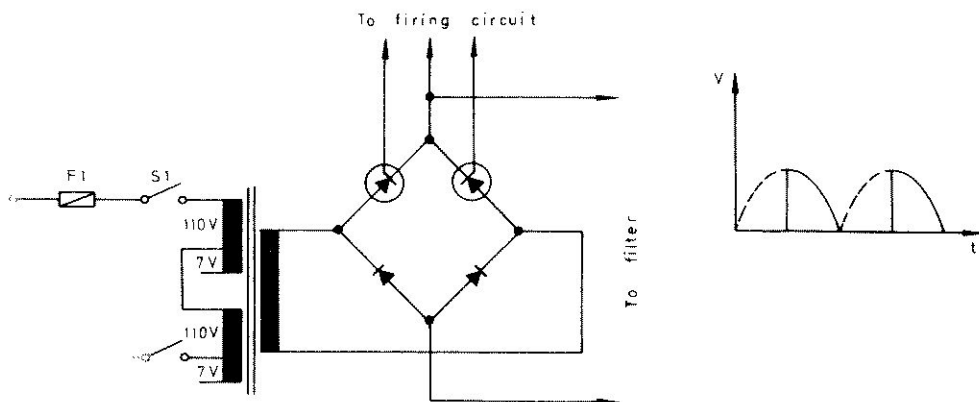 To firing circuit
V
F1
S1
110V
7V
To filter
t
110V
7V